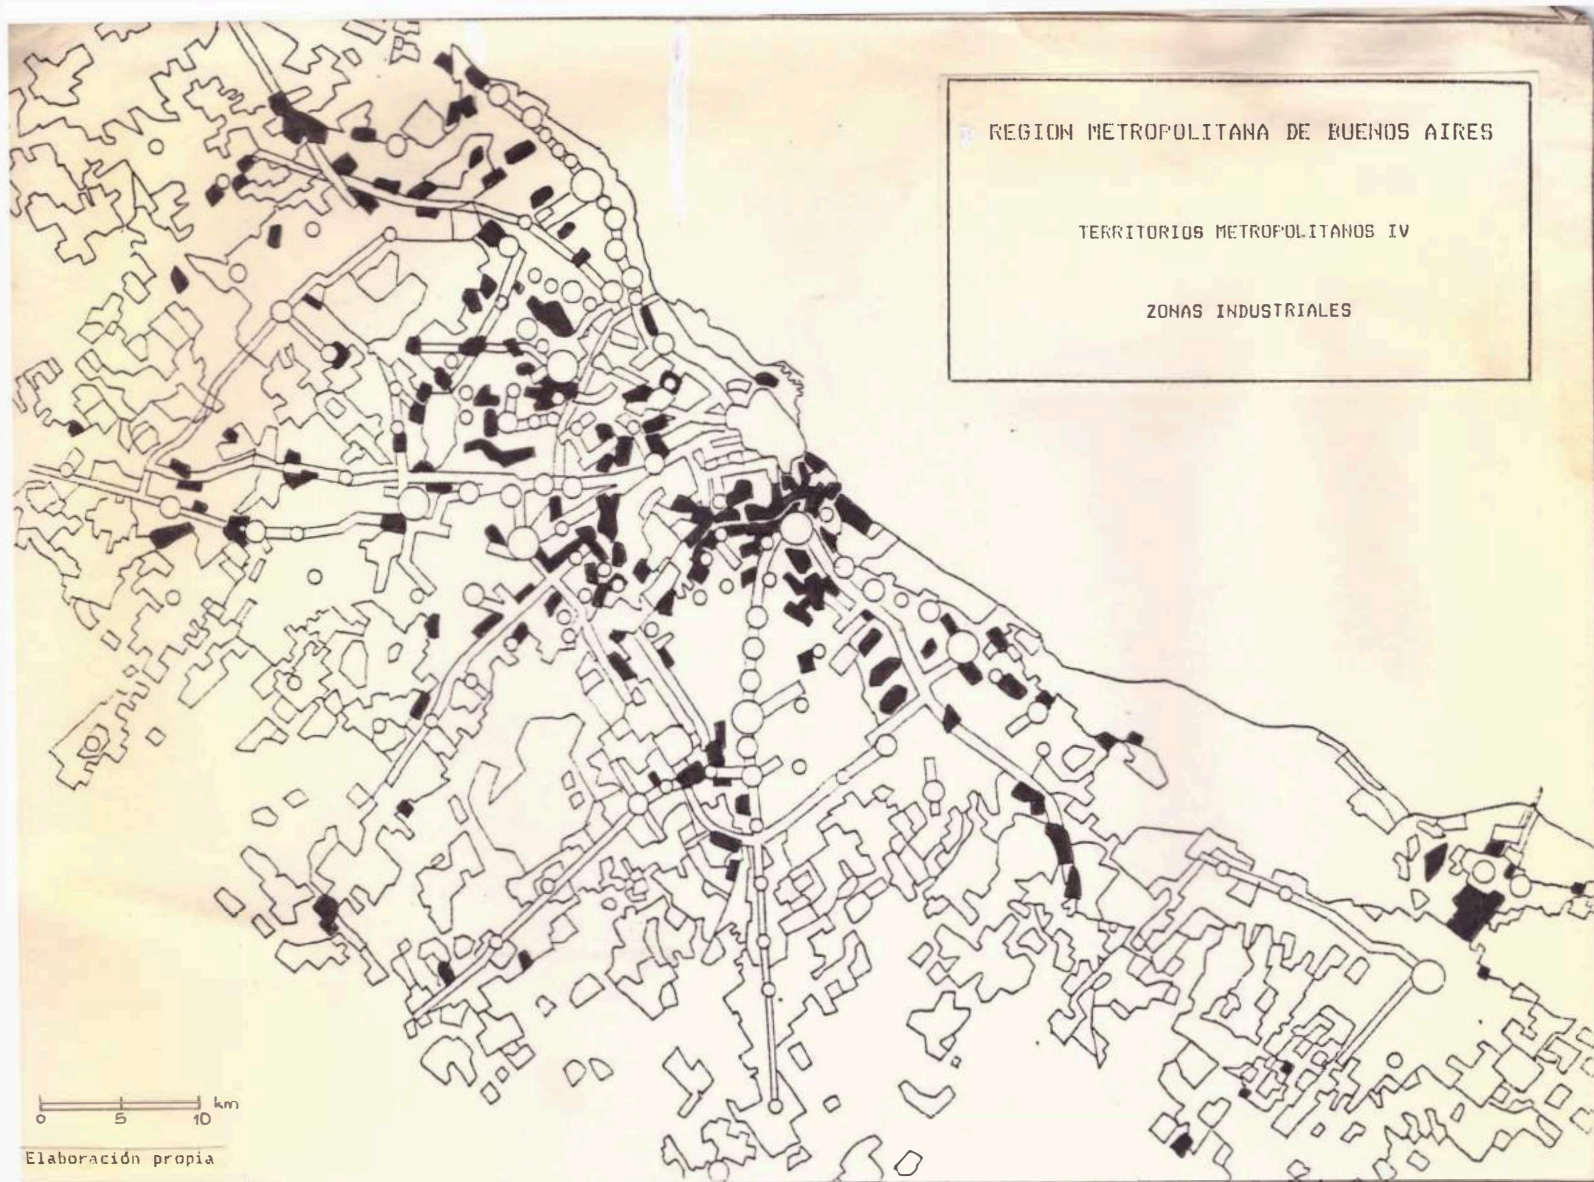 REGION METROPOLITANA DE BUENOS AIRES
TERRITORIOS METROPOLITANOS IV
ZONAS INDUSTRIALES
km
0 5 10
Elaboración propia